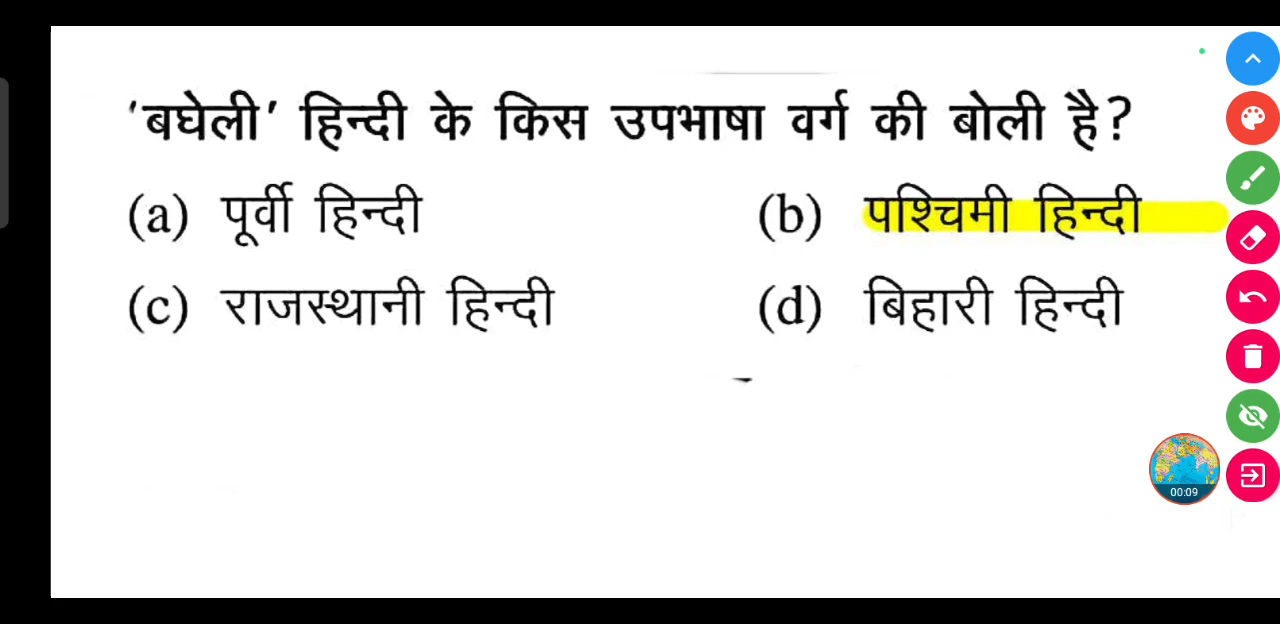 'बघेली' हिन्दी के किस उपभाषा वर्ग की बोली है?
(a) पूर्वी हिन्दी (b) पश्चिमी हिन्दी
(c) राजस्थानी हिन्दी (d) बिहारी हिन्दी
00:09